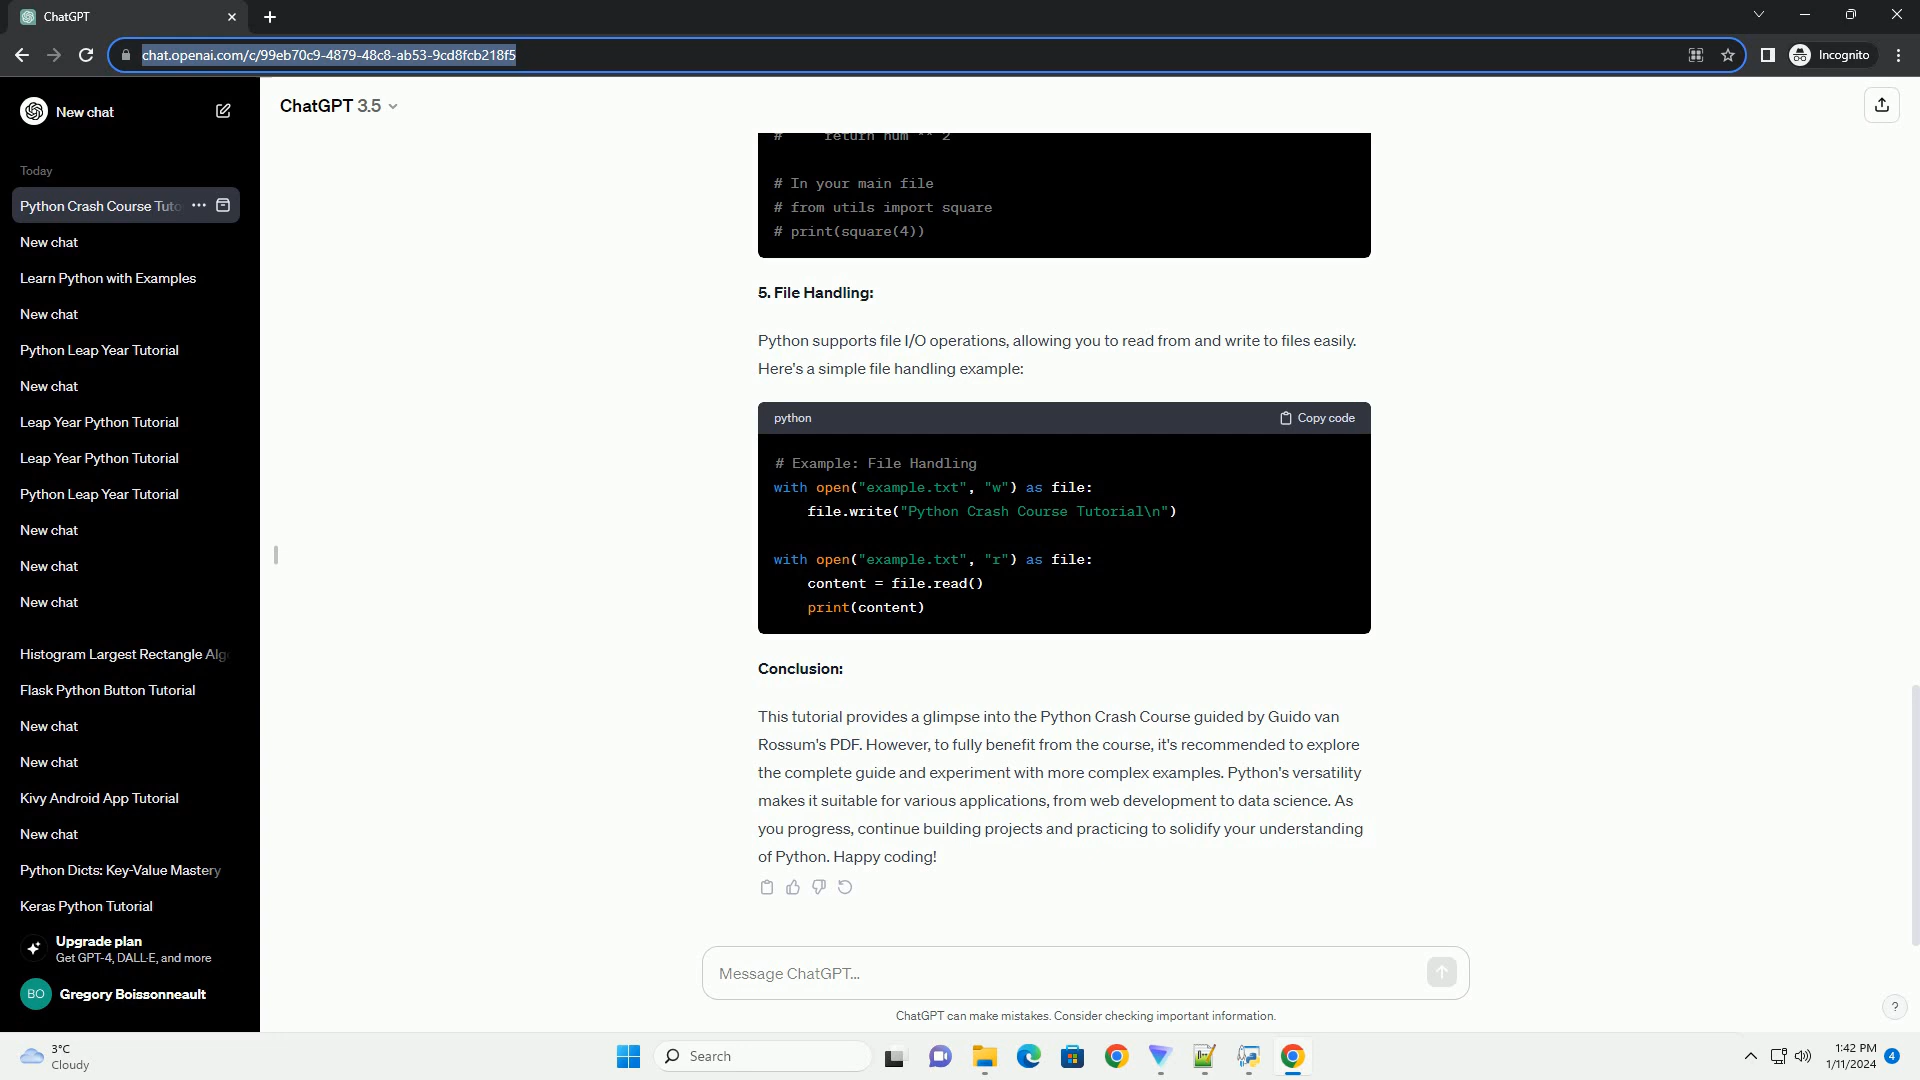 ChatGPT
chat.openai.com/c/99eb70c9-4879-48c8-ab53-9cd8fcb218f5
Incognito
New chat
Today
Python Crash Course Tuto
New chat
Learn Python with Examples
New chat
Python Leap Year Tutorial
New chat
Leap Year Python Tutorial
Leap Year Python Tutorial
Python Leap Year Tutorial
New chat
New chat
New chat
Histogram Largest Rectangle Alg
Flask Python Button Tutorial
New chat
New chat
Kivy Android App Tutorial
New chat
Python Dicts: Key-Value Mastery
Keras Python Tutorial
Upgrade plan
Get GPT-4, DALL·E, and more
BO Gregory Boissonneault
ChatGPT 3.5
#     return num ** 2
# In your main file
# from utils import square
# print(square(4))
5. File Handling:
Python supports file I/O operations, allowing you to read from and write to files easily.
Here's a simple file handling example:
python
Copy code
# Example: File Handling
with open("example.txt", "w") as file:
    file.write("Python Crash Course Tutorial\n")
with open("example.txt", "r") as file:
    content = file.read()
    print(content)
Conclusion:
This tutorial provides a glimpse into the Python Crash Course guided by Guido van
Rossum's PDF. However, to fully benefit from the course, it's recommended to explore
the complete guide and experiment with more complex examples. Python's versatility
makes it suitable for various applications, from web development to data science. As
you progress, continue building projects and practicing to solidify your understanding
of Python. Happy coding!
Message ChatGPT...
ChatGPT can make mistakes. Consider checking important information.
?
3°C
Cloudy
Search
1:42 PM
1/11/2024
4